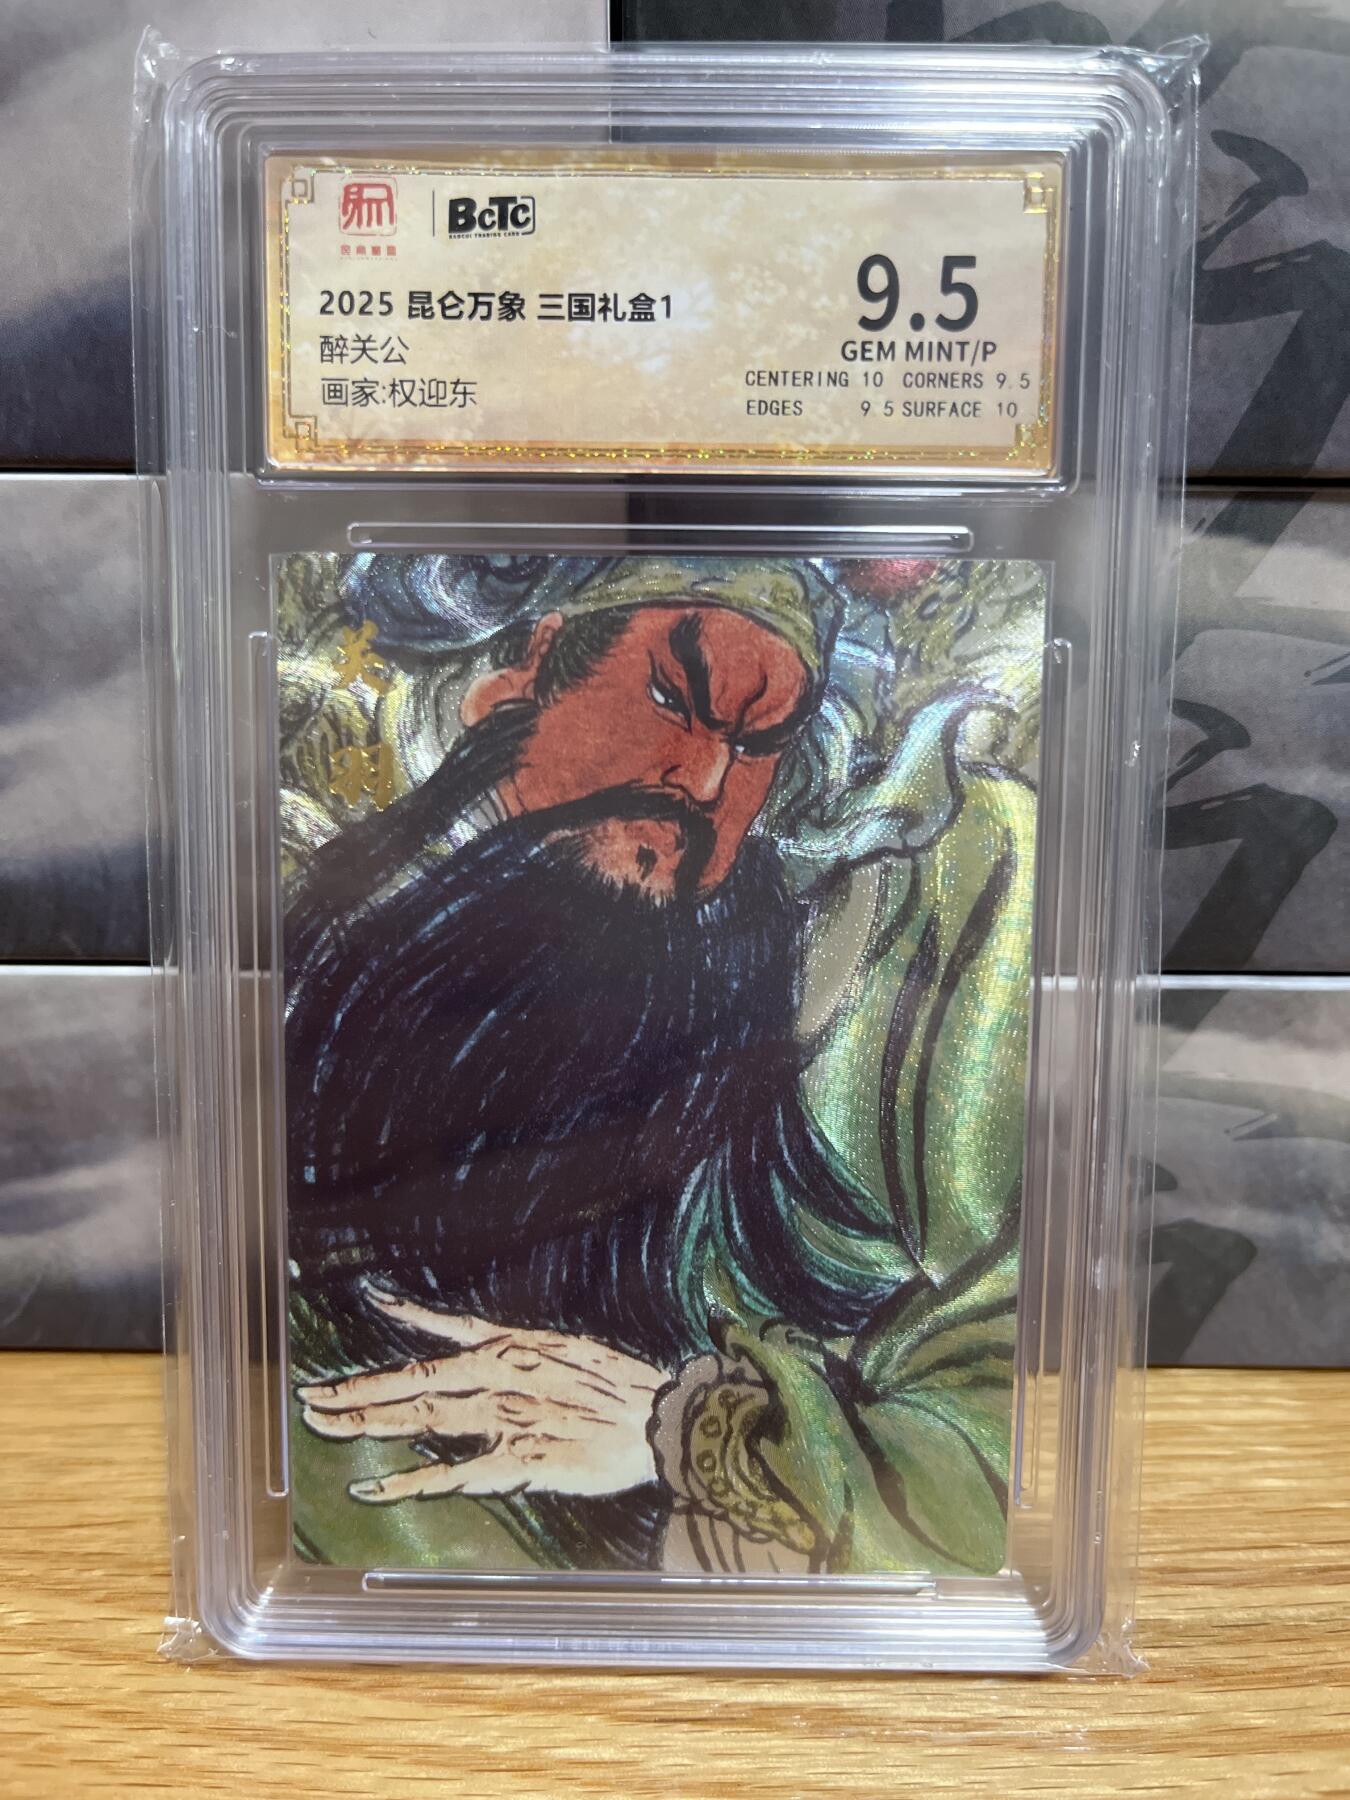 BCTC
2025 昆仑万象 三国礼盒1
醉关公
画家:权迎东
9.5
GEM MINT/P
CENTERING 10 CORNERS 9.5
EDGES 9.5 SURFACE 10
关羽